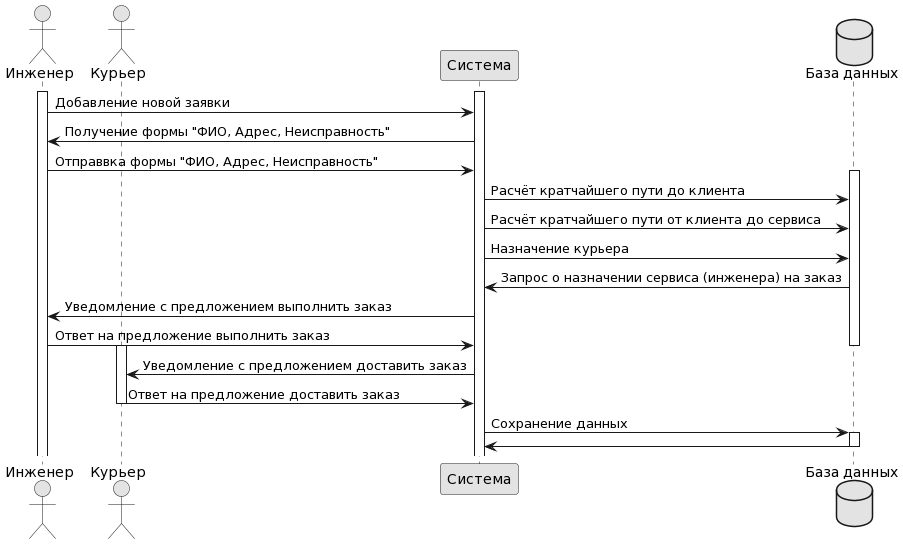 Инженер
Курьер
Система
База данных
Добавление новой заявки
Получение формы "ФИО, Адрес, Неисправность"
Отправвка формы "ФИО, Адрес, Неисправность"
Расчёт кратчайшего пути до клиента
Расчёт кратчайшего пути от клиента до сервиса
Назначение курьера
Запрос о назначении сервиса (инженера) на заказ
Уведомление с предложением выполнить заказ
Ответ на предложение выполнить заказ
Уведомление с предложением доставить заказ
Ответ на предложение доставить заказ
Сохранение данных
Инженер
Курьер
Система
База данных